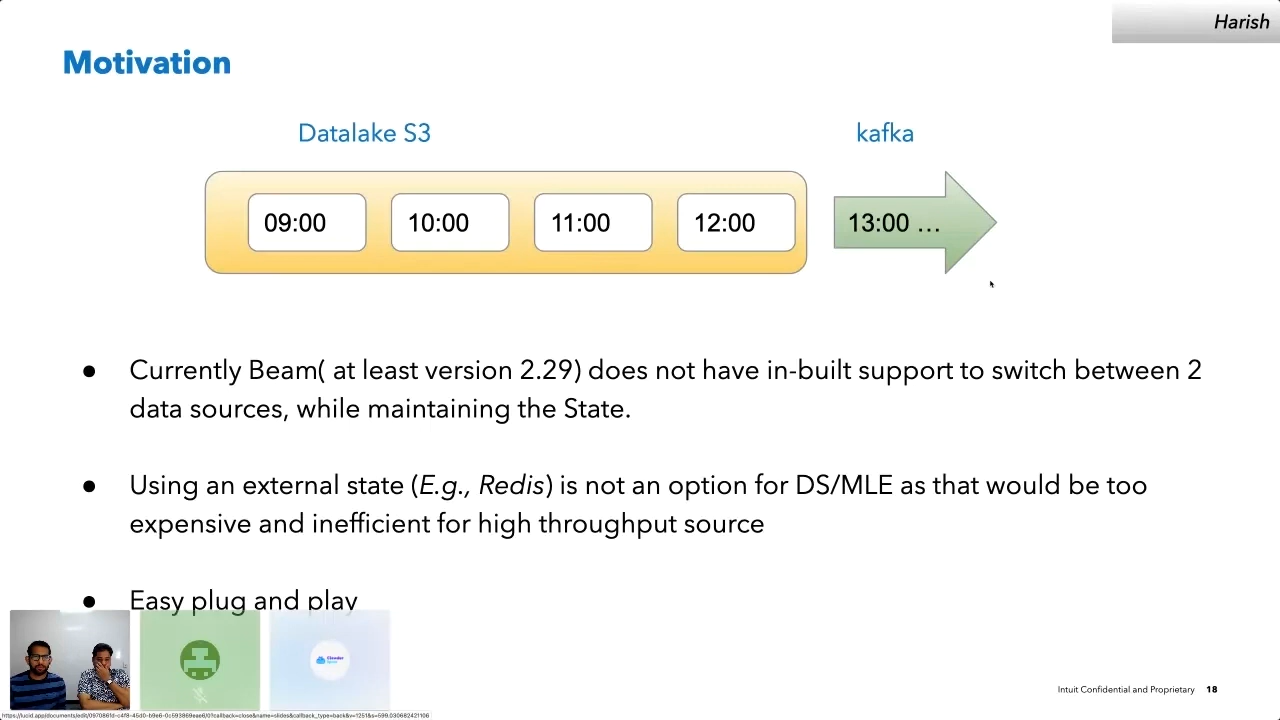 Harish
Motivation
Datalake S3
kafka
09:00
10:00
11:00
12:00
13:00 ...
● Currently Beam( at least version 2.29) does not have in-built support to switch between 2
data sources, while maintaining the State.
● Using an external state (E.g., Redis) is not an option for DS/MLE as that would be too
expensive and inefficient for high throughput source
● Easy plug and play
Intuit Confidential and Proprietary 18